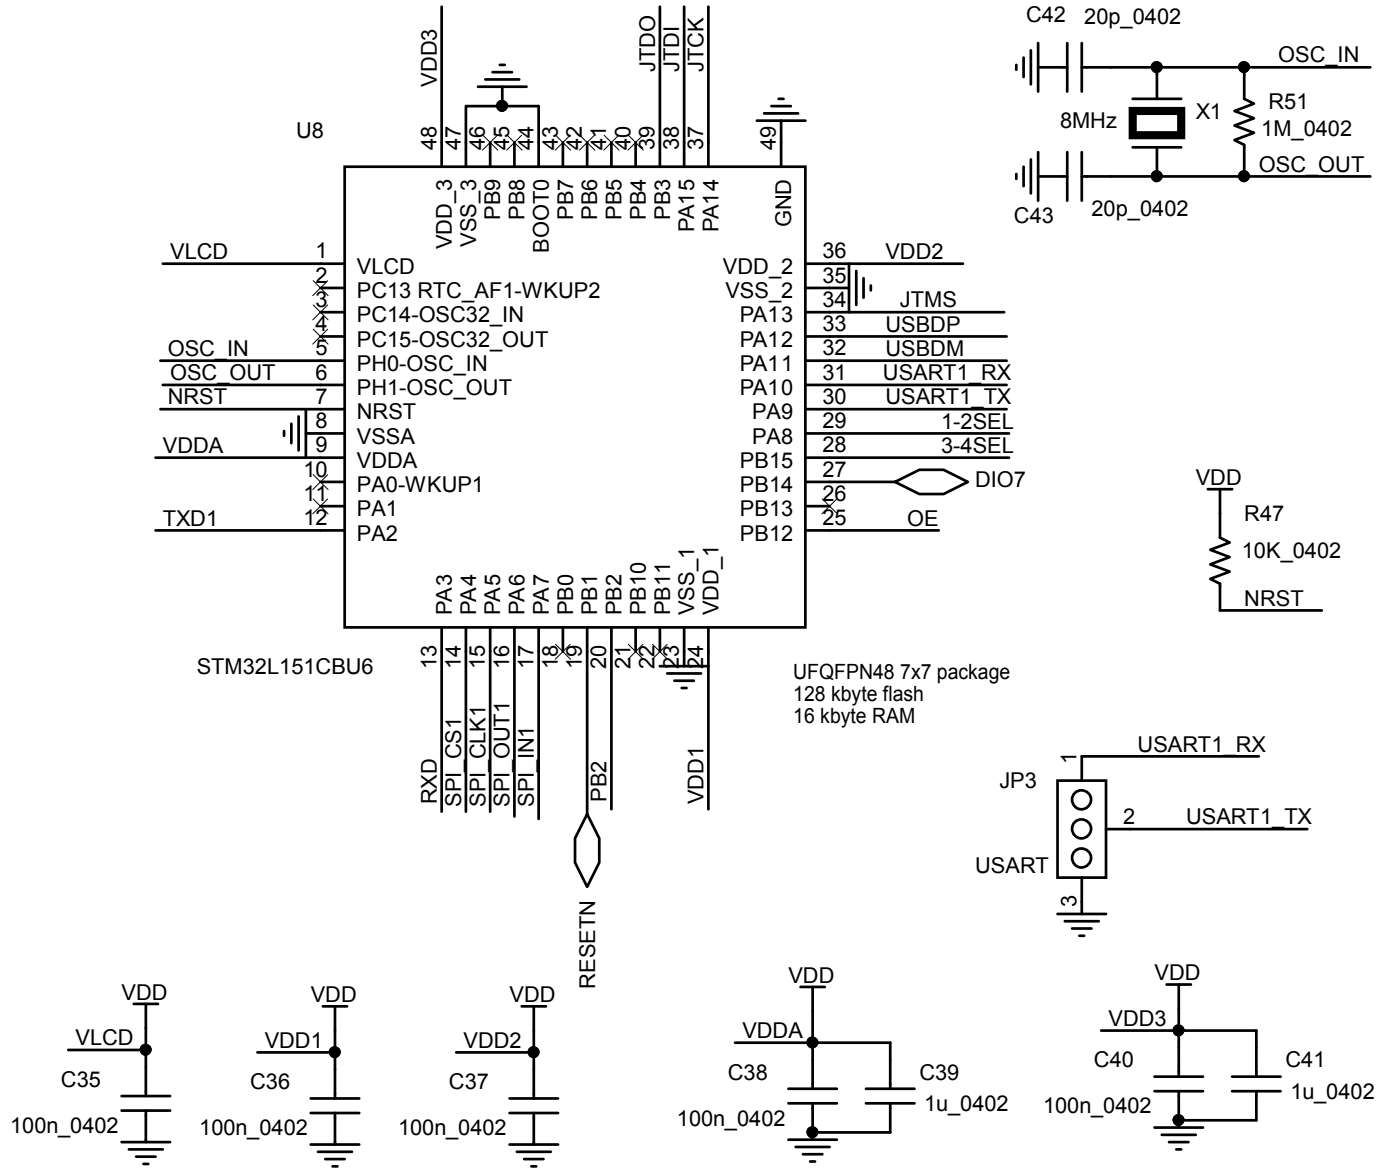 C42 20p_0402
OSC_IN
R51
1M_0402
8MHz X1
OSC_OUT
C43 20p_0402
U8
VDD3 JTDO JTDI JTCK
48 47 46 45 44 43 42 41 40 39 38 37 49
VDD_3 VSS_3 PB9 PB8 BOOT0 PB7 PB6 PB5 PB4 PB3 PA15 PA14 GND
VLCD 1 VLCD
2 PC13 RTC_AF1-WKUP2
3 PC14-OSC32_IN
4 PC15-OSC32_OUT
OSC_IN 5 PH0-OSC_IN
OSC_OUT 6 PH1-OSC_OUT
NRST 7 NRST
8 VSSA
VDDA 9 VDDA
10 PA0-WKUP1
11 PA1
TXD1 12 PA2
VDD_2 36 VDD2
VSS_2 35
PA13 34 JTMS
PA12 33 USBDP
PA11 32 USBDM
PA10 31 USART1_RX
PA9 30 USART1_TX
PA8 29 1-2SEL
PB15 28 3-4SEL
PB14 27 DIO7
PB13 26
PB12 25 OE
PA3 PA4 PA5 PA6 PA7 PB0 PB1 PB2 PB10 PB11 VSS_1 VDD_1
13 14 15 16 17 18 19 20 21 22 23 24
RXD SPI_CS1 SPI_CLK1 SPI_OUT1 SPI_IN1 PB2 VDD1
RESETN
STM32L151CBU6
UFQFPN48 7x7 package
128 kbyte flash
16 kbyte RAM
VDD
R47
10K_0402
NRST
JP3
USART
1 USART1_RX
2 USART1_TX
3
VDD
VLCD
C35
100n_0402
VDD
VDD1
C36
100n_0402
VDD
VDD2
C37
100n_0402
VDD
VDDA
C38 C39
100n_0402 1u_0402
VDD
VDD3
C40 C41
100n_0402 1u_0402